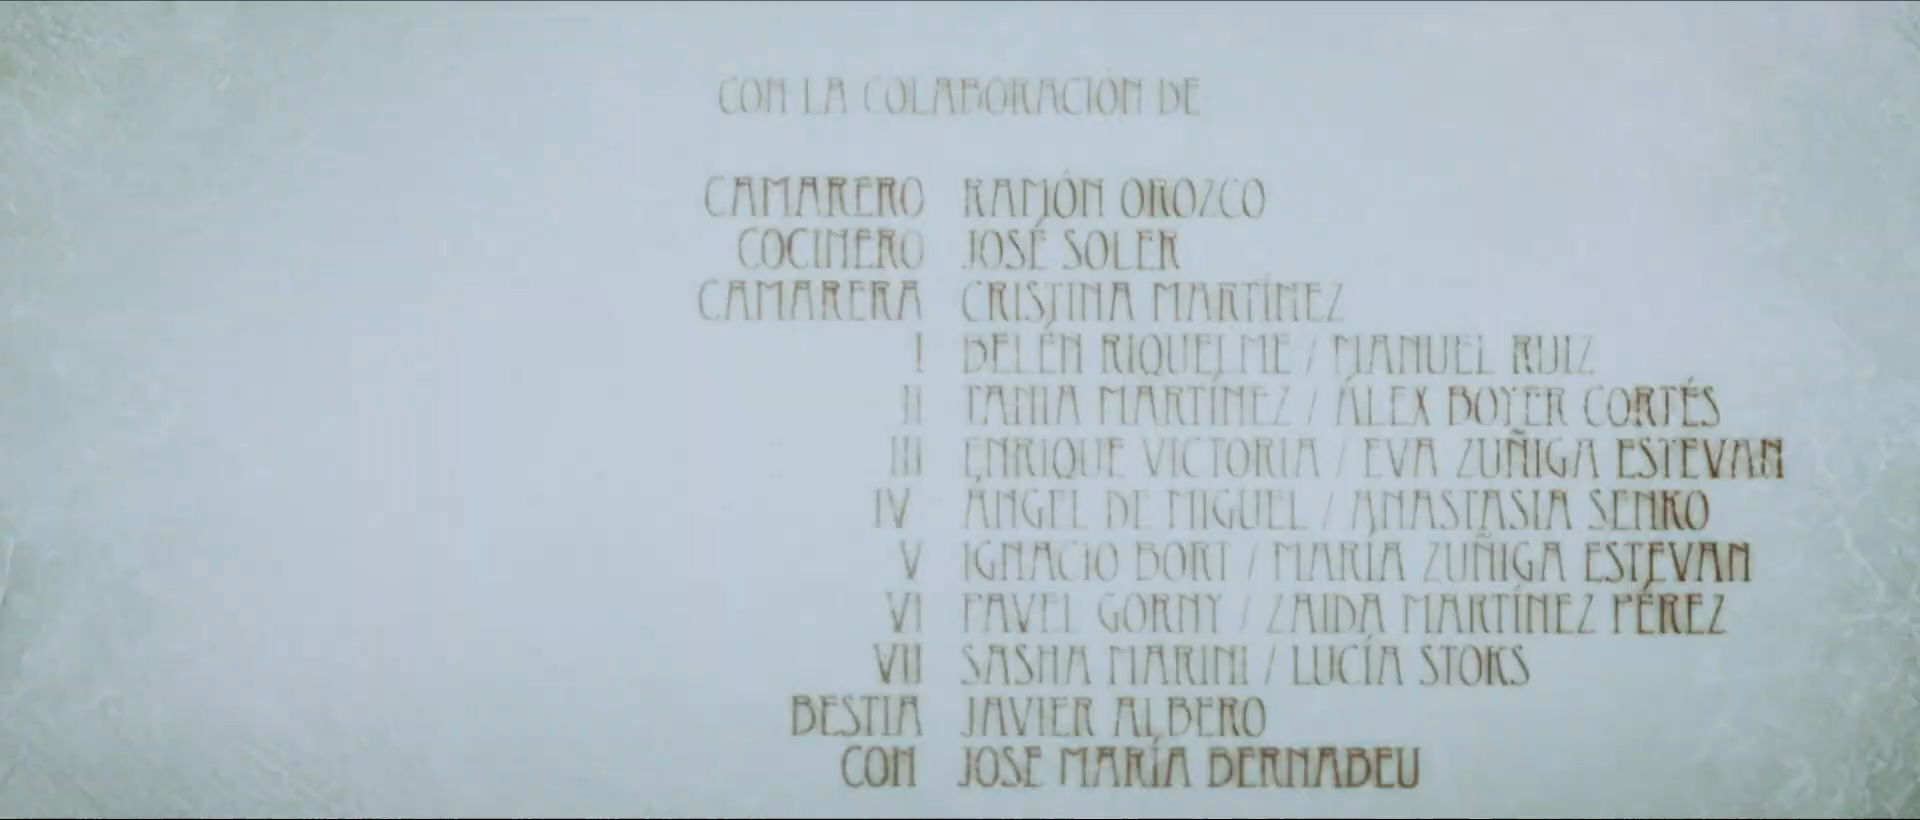 CON LA COLABORACIÓN DE
CAMARERO RAMÓN OROZCO
COCINERO JOSÉ SOLER
CAMARERA CRISTINA MARTÍNEZ
I BELÉN RIQUELME / MANUEL RUIZ
II TANIA MARTÍNEZ / ÁLEX BOYER CORTÉS
III ENRIQUE VICTORIA / EVA ZUÑIGA ESTEVAN
IV ÁNGEL DE MIGUEL / ANASTASIA SENKO
V IGNACIO BORT / MARÍA ZUÑIGA ESTEVAN
VI PAVEL GORNY / ZAIDA MARTÍNEZ PÉREZ
VII SASHA MARINI / LUCÍA STOKS
BESTIA JAVIER ALBERO
CON JOSE MARÍA BERNABEU